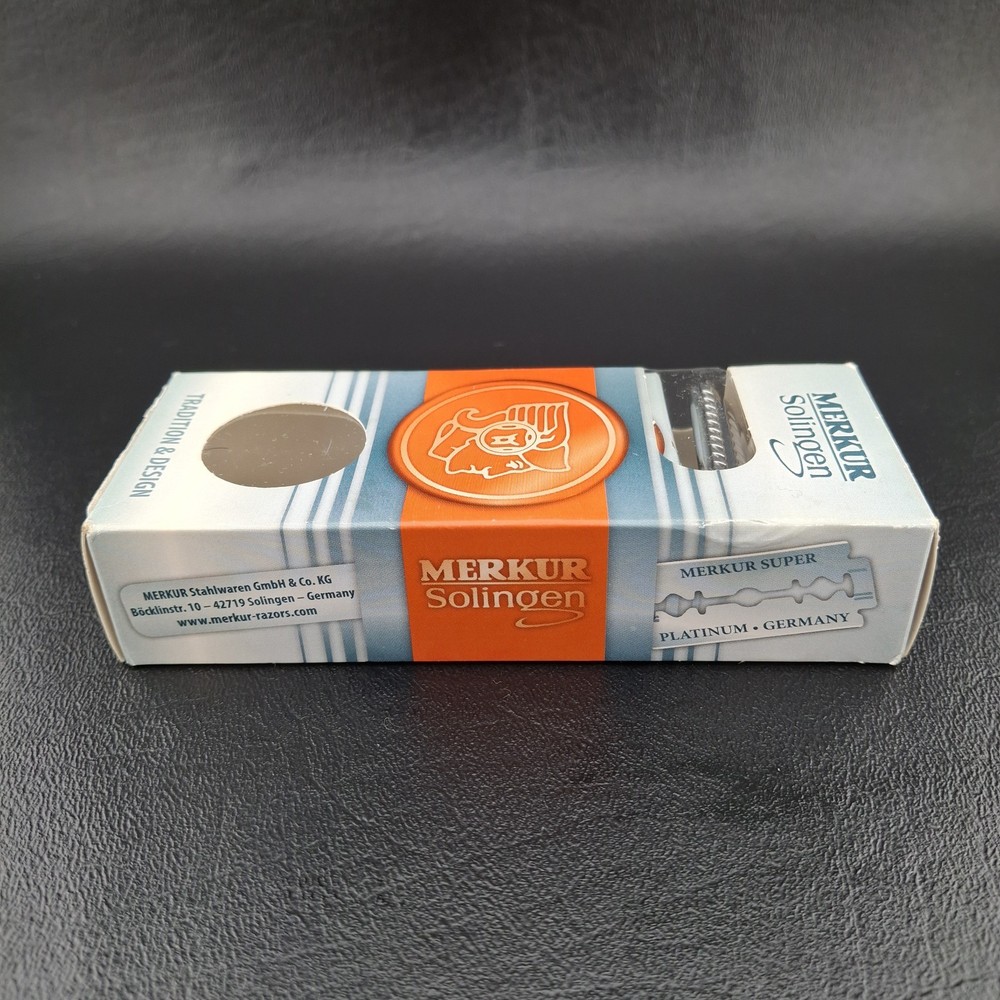 TRADITION & DESIGN
MERKUR
Solingen
MERKUR Stahlwaren GmbH & Co. KG
Böcklinstr. 10 – 42719 Solingen – Germany
www.merkur-razors.com
MERKUR
Solingen
MERKUR SUPER
PLATINUM • GERMANY